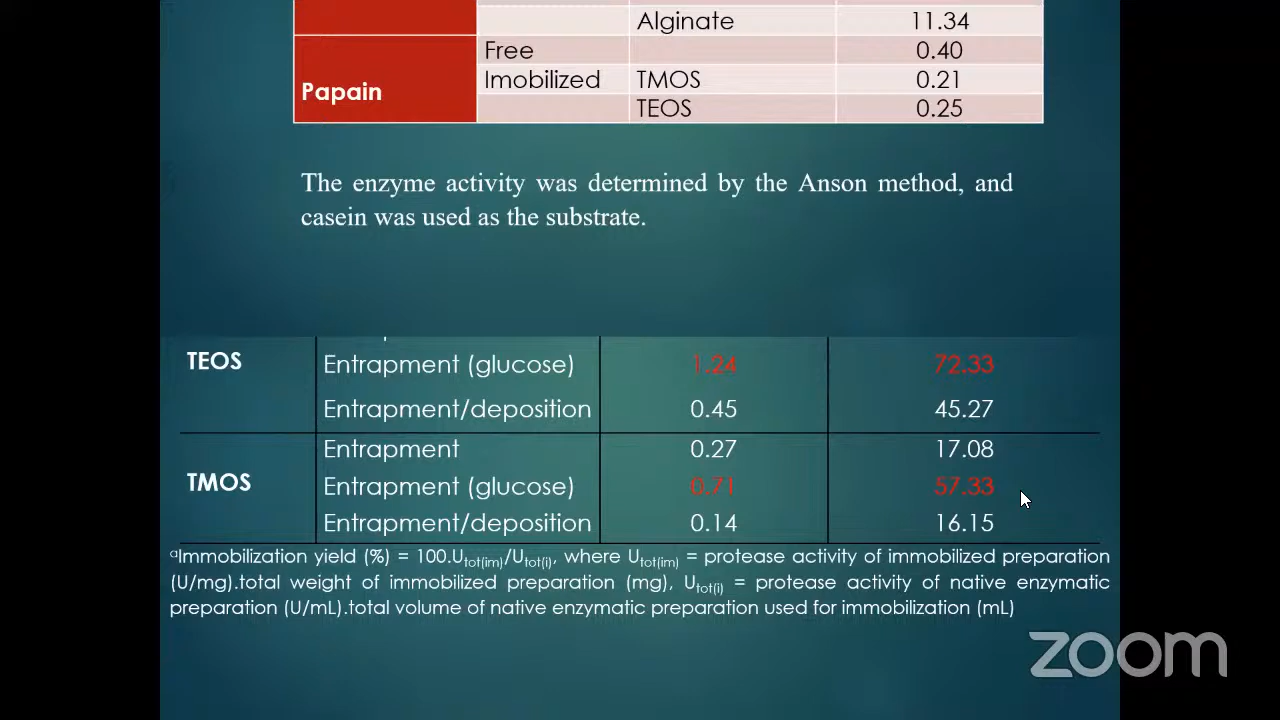 Alginate 11.34
Free 0.40
Imobilized TMOS 0.21
Papain
TEOS 0.25
The enzyme activity was determined by the Anson method, and
casein was used as the substrate.
TEOS
Entrapment (glucose) 1.24 72.33
Entrapment/deposition 0.45 45.27
Entrapment 0.27 17.08
TMOS
Entrapment (glucose) 0.71 57.33
Entrapment/deposition 0.14 16.15
aImmobilization yield (%) = 100.Utot(im)/Utot(i), where Utot(im) = protease activity of immobilized preparation
(U/mg).total weight of immobilized preparation (mg), Utot(i) = protease activity of native enzymatic
preparation (U/mL).total volume of native enzymatic preparation used for immobilization (mL)
zoom